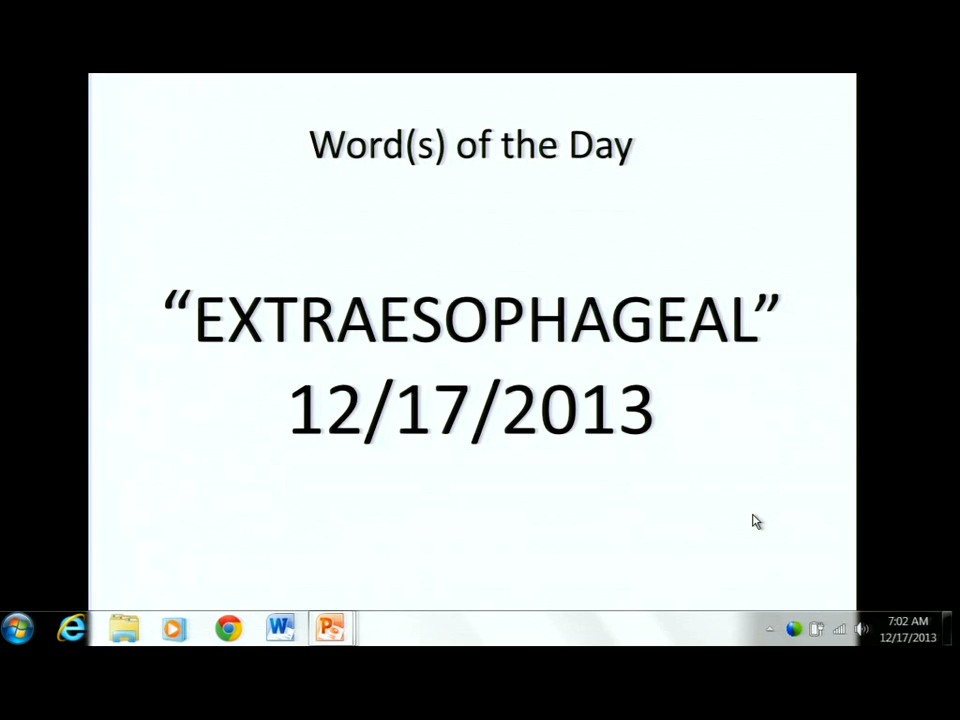 Word(s) of the Day
“EXTRAESOPHAGEAL”
12/17/2013
7:02 AM
12/17/2013